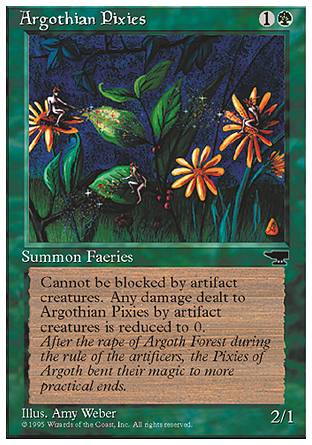 Argothian Pixies 1
Summon Faeries
Cannot be blocked by artifact
creatures. Any damage dealt to
Argothian Pixies by artifact
creatures is reduced to 0.
After the rape of Argoth Forest during
the rule of the artificers, the Pixies of
Argoth bent their magic to more
practical ends.
Illus. Amy Weber
© 1995 Wizards of the Coast, Inc. All rights reserved.
2/1